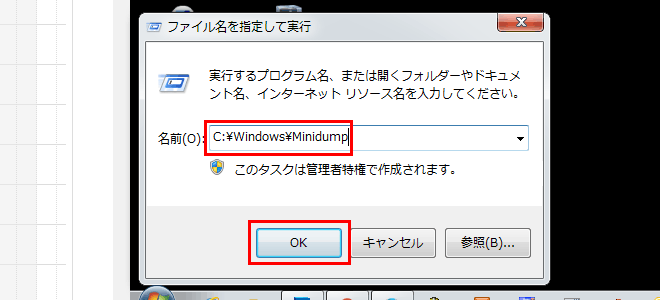 ファイル名を指定して実行
実行するプログラム名、または開くフォルダーやドキュメ
ント名、インターネット リソース名を入力してください。
名前(O): C:¥Windows¥Minidump
このタスクは管理者特権で作成されます。
OK キャンセル 参照(B)...